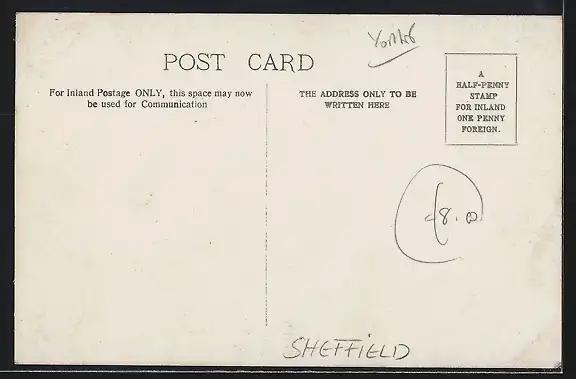 Yorks
POST CARD
For Inland Postage ONLY, this space may now
be used for Communication
THE ADDRESS ONLY TO BE
WRITTEN HERE
A
HALF-PENNY
STAMP
FOR INLAND
ONE PENNY
FOREIGN.
£8.00
SHEFFIELD